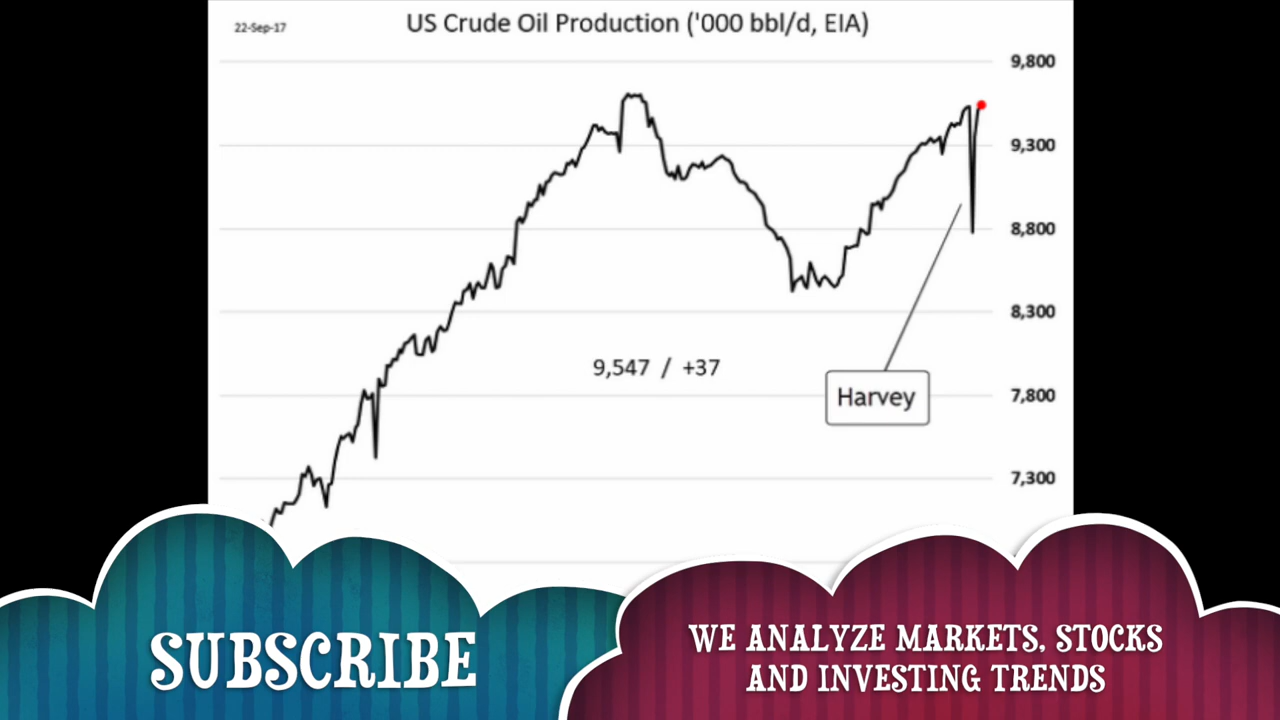 22-Sep-17
US Crude Oil Production ('000 bbl/d, EIA)
9,800
9,300
8,800
8,300
9,547 / +37
Harvey
7,800
7,300
SUBSCRIBE
WE ANALYZE MARKETS, STOCKS
AND INVESTING TRENDS